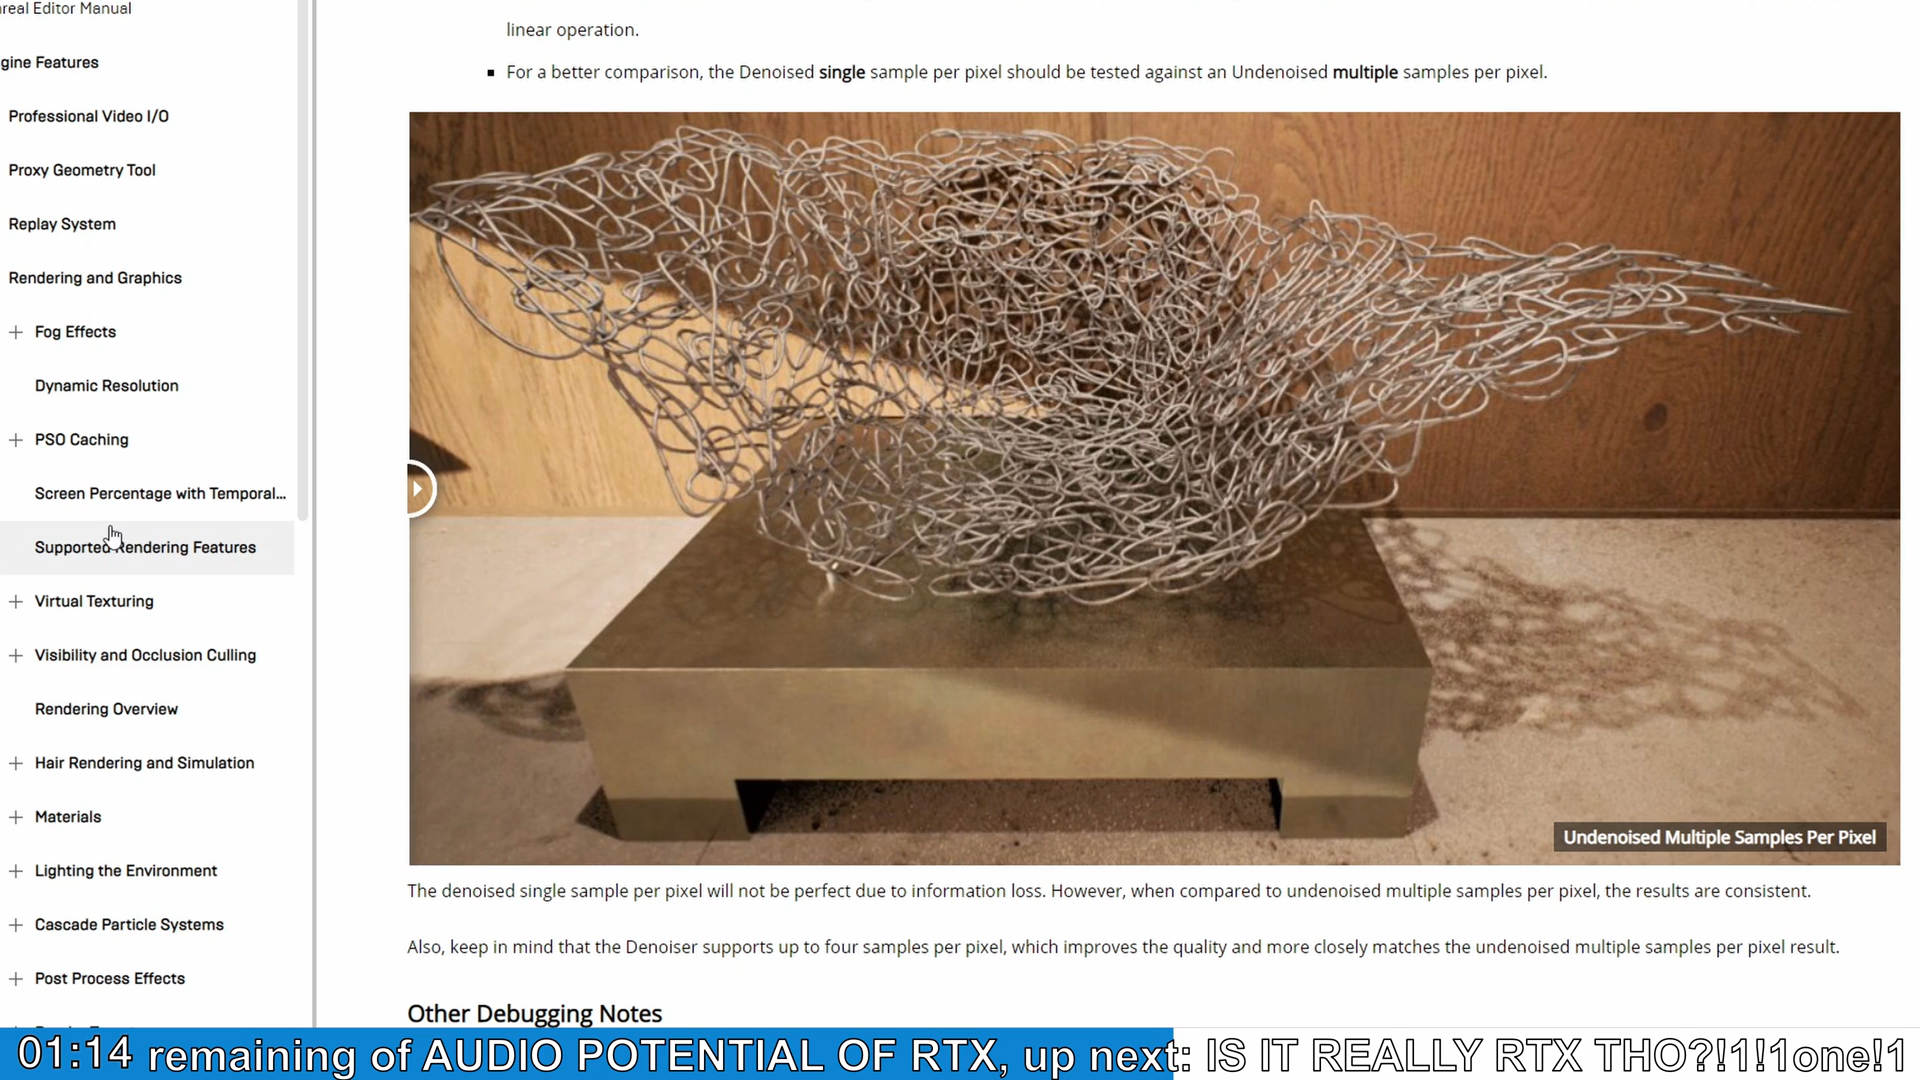 real Editor Manual
gine Features
Professional Video I/O
Proxy Geometry Tool
Replay System
Rendering and Graphics
Fog Effects
Dynamic Resolution
PSO Caching
Screen Percentage with Temporal...
Supported Rendering Features
Virtual Texturing
Visibility and Occlusion Culling
Rendering Overview
Hair Rendering and Simulation
Materials
Lighting the Environment
Cascade Particle Systems
Post Process Effects
linear operation.
For a better comparison, the Denoised single sample per pixel should be tested against an Undenoised multiple samples per pixel.
Undenoised Multiple Samples Per Pixel
The denoised single sample per pixel will not be perfect due to information loss. However, when compared to undenoised multiple samples per pixel, the results are consistent.
Also, keep in mind that the Denoiser supports up to four samples per pixel, which improves the quality and more closely matches the undenoised multiple samples per pixel result.
Other Debugging Notes
01:14 remaining of AUDIO POTENTIAL OF RTX, up next: IS IT REALLY RTX THO?!1!1one!1